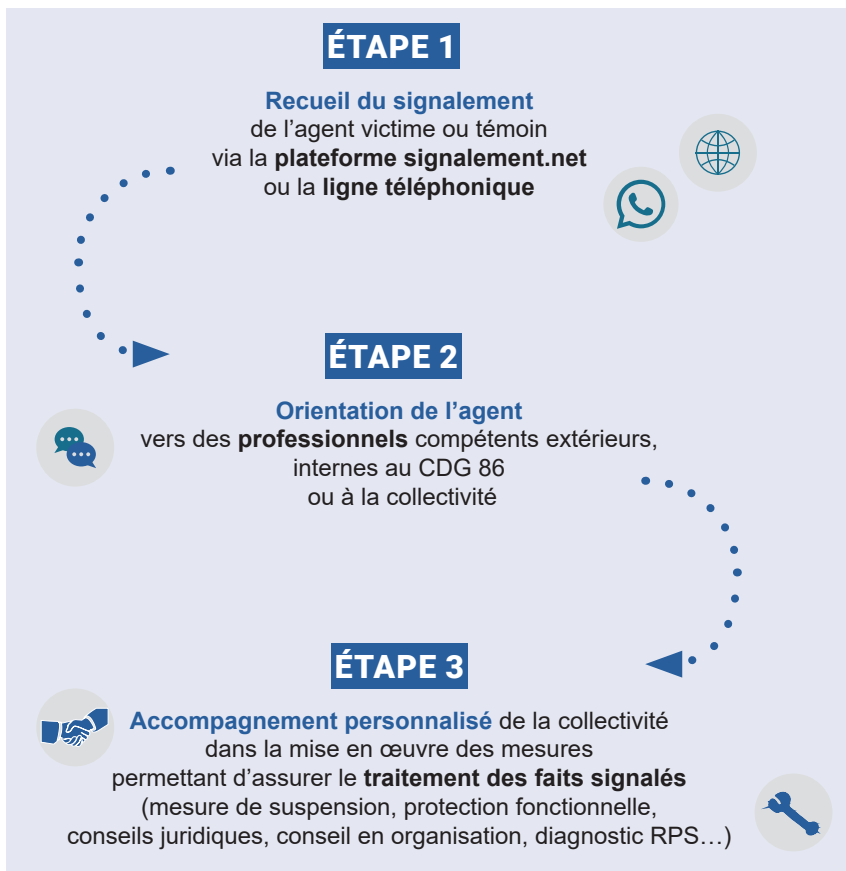 ÉTAPE 1
Recueil du signalement
de l’agent victime ou témoin
via la plateforme signalement.net
ou la ligne téléphonique
ÉTAPE 2
Orientation de l’agent
vers des professionnels compétents extérieurs,
internes au CDG 86
ou à la collectivité
ÉTAPE 3
Accompagnement personnalisé de la collectivité
dans la mise en œuvre des mesures
permettant d’assurer le traitement des faits signalés
(mesure de suspension, protection fonctionnelle,
conseils juridiques, conseil en organisation, diagnostic RPS…)